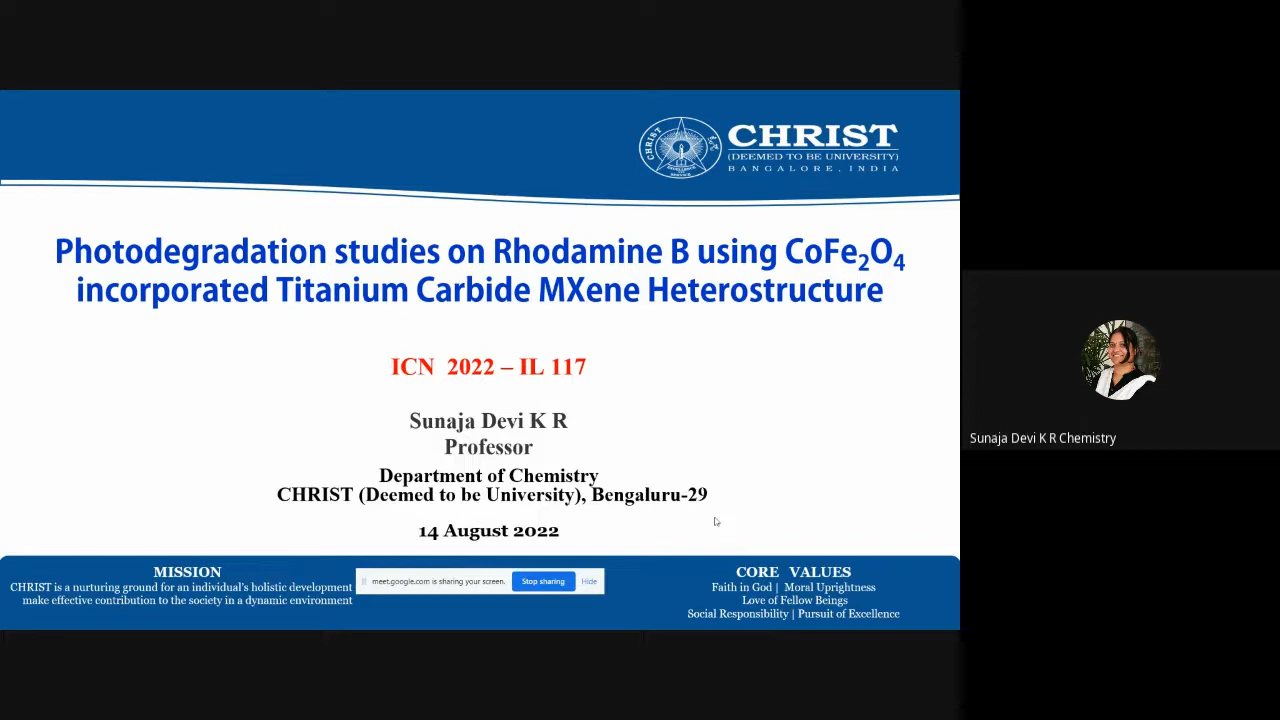 CHRIST
(DEEMED TO BE UNIVERSITY)
BANGALORE, INDIA
CHRIST
EXCELLENCE
SERVICE
Photodegradation studies on Rhodamine B using CoFe₂O₄
incorporated Titanium Carbide MXene Heterostructure
ICN 2022 – IL 117
Sunaja Devi K R
Professor
Department of Chemistry
CHRIST (Deemed to be University), Bengaluru-29
14 August 2022
MISSION
CHRIST is a nurturing ground for an individual's holistic development
make effective contribution to the society in a dynamic environment
meet.google.com is sharing your screen. Stop sharing Hide
CORE VALUES
Faith in God | Moral Uprightness
Love of Fellow Beings
Social Responsibility | Pursuit of Excellence
Sunaja Devi K R Chemistry